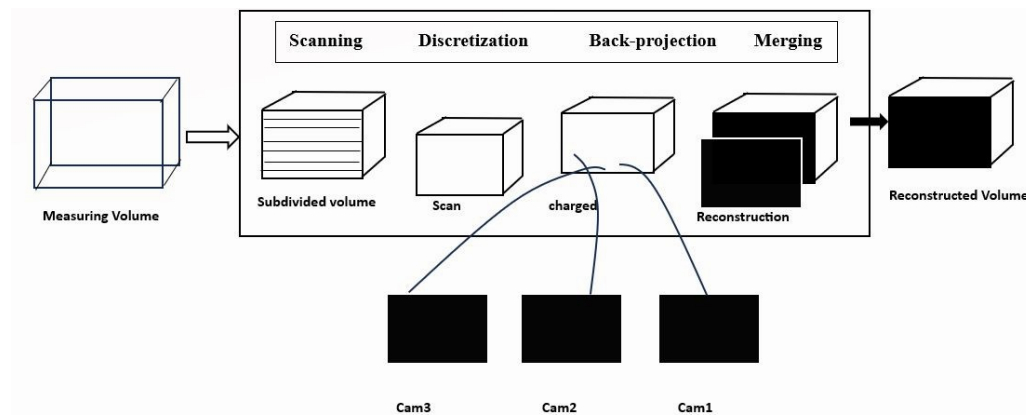 Scanning Discretization Back-projection Merging
Measuring Volume
Subdivided volume
Scan
charged
Reconstruction
Reconstructed Volume
Cam3 Cam2 Cam1